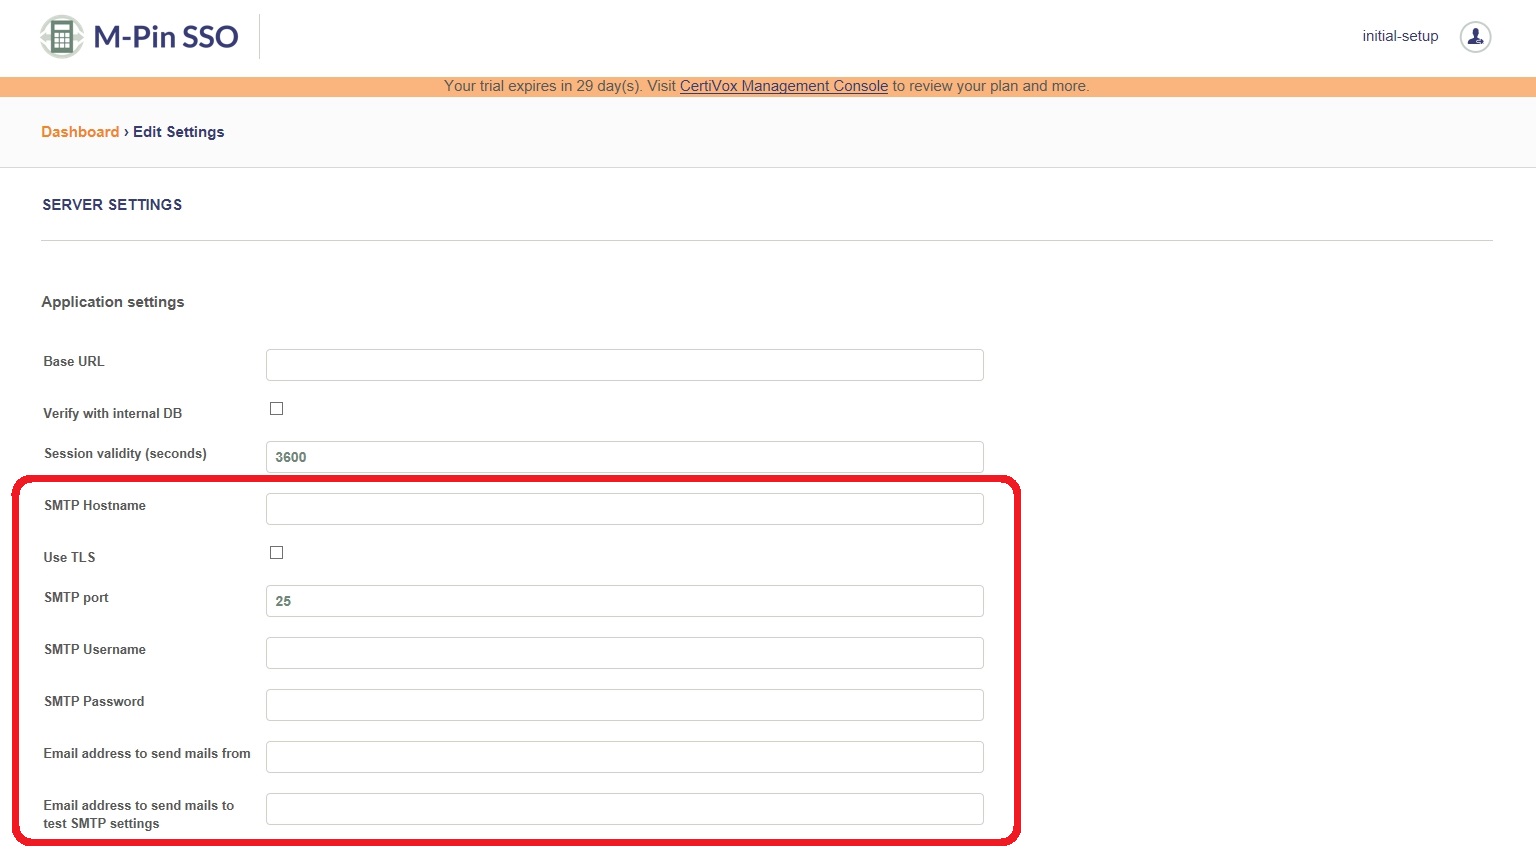 M-Pin SSO
initial-setup
Your trial expires in 29 day(s). Visit CertiVox Management Console to review your plan and more.
Dashboard › Edit Settings
SERVER SETTINGS
Application settings
Base URL
Verify with internal DB
Session validity (seconds) 3600
SMTP Hostname
Use TLS
SMTP port 25
SMTP Username
SMTP Password
Email address to send mails from
Email address to send mails to
test SMTP settings